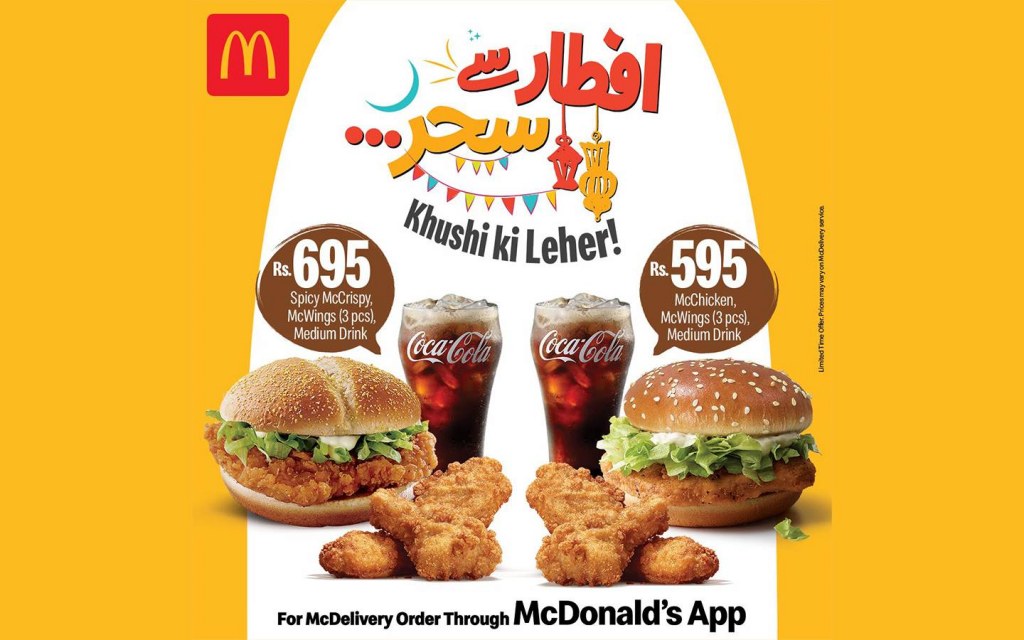 افطار سے
سحر...
Khushi ki Leher!
Rs.695
Spicy McCrispy,
McWings (3 pcs),
Medium Drink
Rs.595
McChicken,
McWings (3 pcs),
Medium Drink
Coca-Cola
Coca-Cola
Limited Time Offer. Prices may vary on McDelivery service.
For McDelivery Order Through McDonald's App